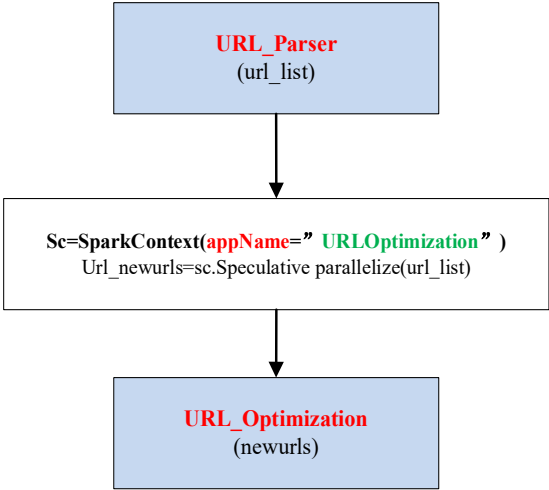 URL_Parser
(url_list)
Sc=SparkContext(appName=”URLOptimization”)
Url_newurls=sc.Speculative parallelize(url_list)
URL_Optimization
(newurls)